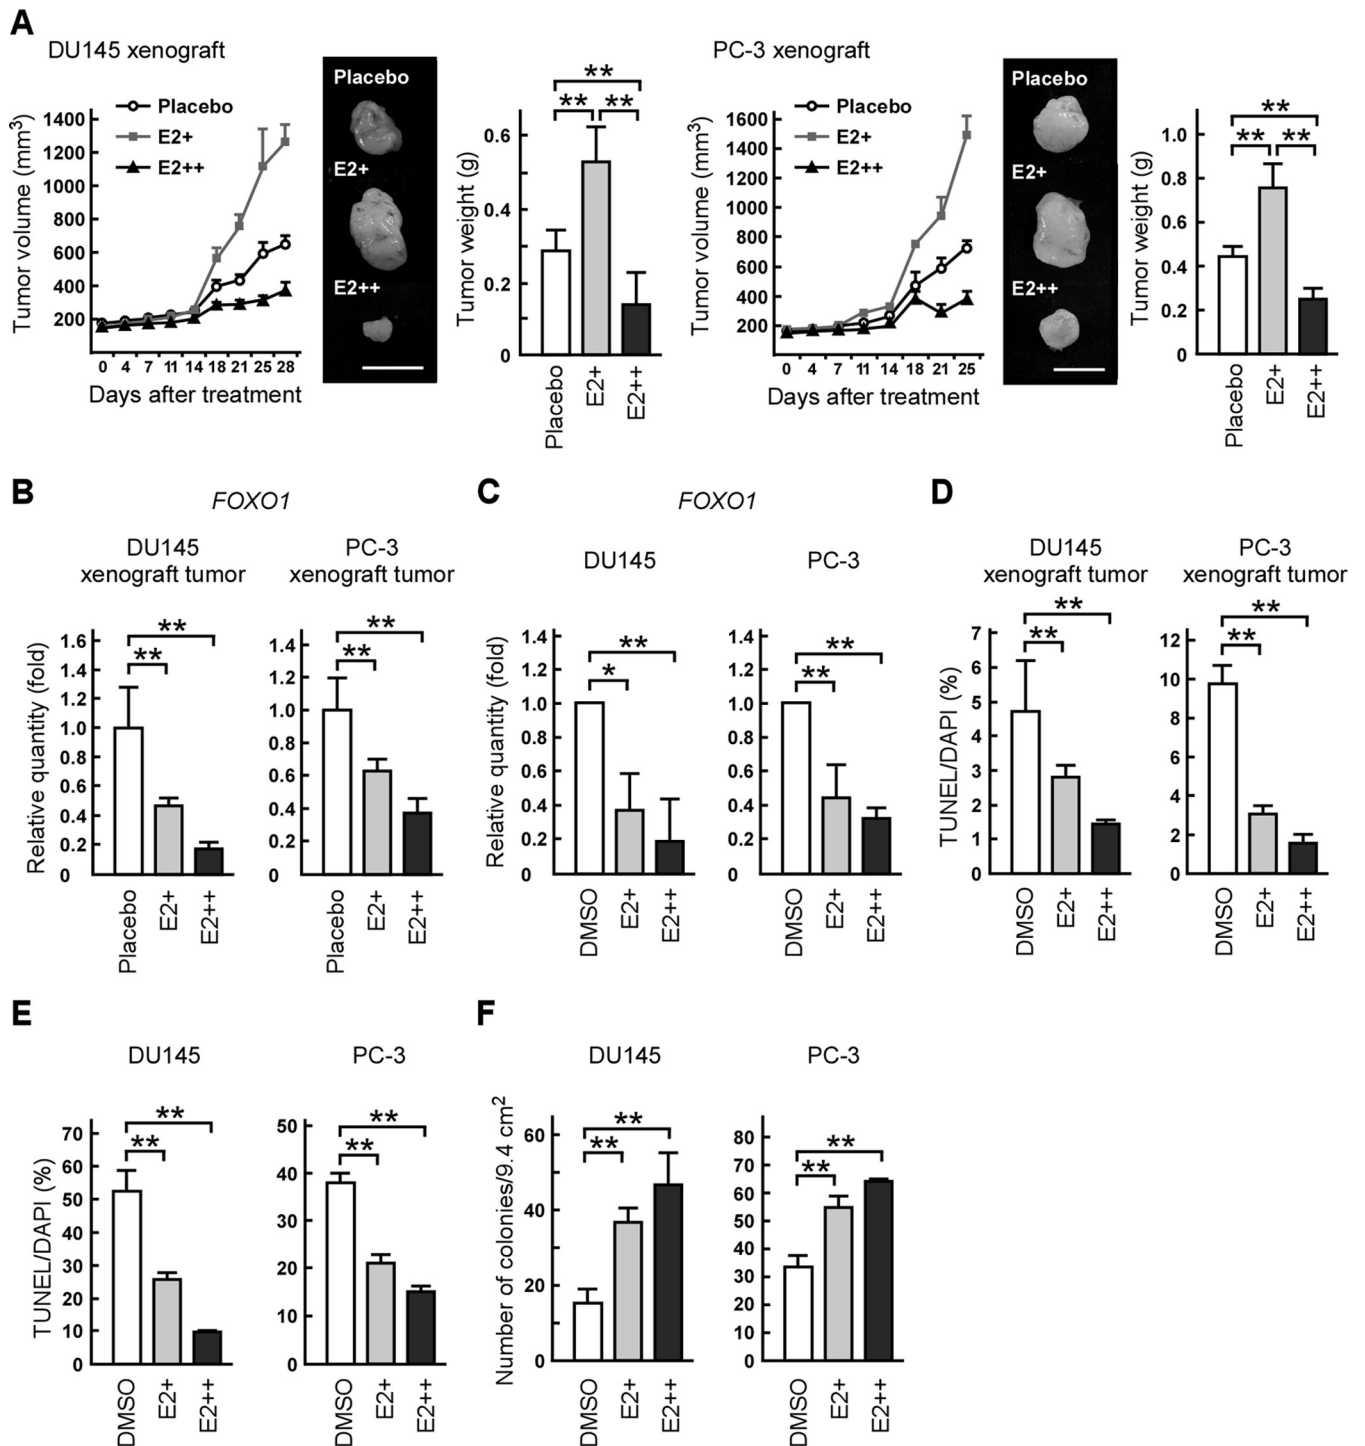 A
DU145 xenograft
Tumor volume (mm3)
1400
1200
1000
800
600
400
200
Placebo
E2+
E2++
0 4 7 11 14 18 21 25 28
Days after treatment
Placebo
E2+
E2++
Tumor weight (g)
0.6
0.4
0.2
0
**
** **
Placebo
E2+
E2++
PC-3 xenograft
Tumor volume (mm3)
1600
1400
1200
1000
800
600
400
200
Placebo
E2+
E2++
0 4 7 11 14 18 21 25
Days after treatment
Placebo
E2+
E2++
Tumor weight (g)
1.0
0.8
0.6
0.4
0.2
0
**
** **
Placebo
E2+
E2++
B
FOXO1
DU145
xenograft tumor
Relative quantity (fold)
1.6
1.4
1.2
1.0
0.8
0.6
0.4
0.2
0
**
**
Placebo
E2+
E2++
PC-3
xenograft tumor
1.4
1.2
1.0
0.8
0.6
0.4
0.2
0
**
**
Placebo
E2+
E2++
C
FOXO1
DU145
Relative quantity (fold)
1.4
1.2
1.0
0.8
0.6
0.4
0.2
0
**
*
DMSO
E2+
E2++
PC-3
1.4
1.2
1.0
0.8
0.6
0.4
0.2
0
**
**
DMSO
E2+
E2++
D
DU145
xenograft tumor
TUNEL/DAPI (%)
7
6
5
4
3
2
1
0
**
**
DMSO
E2+
E2++
PC-3
xenograft tumor
12
10
8
6
4
2
0
**
**
DMSO
E2+
E2++
E
DU145
TUNEL/DAPI (%)
70
60
50
40
30
20
10
0
**
**
DMSO
E2+
E2++
PC-3
50
40
30
20
10
0
**
**
DMSO
E2+
E2++
F
DU145
Number of colonies/9.4 cm2
60
40
20
0
**
**
DMSO
E2+
E2++
PC-3
80
70
60
50
40
30
20
10
0
**
**
DMSO
E2+
E2++